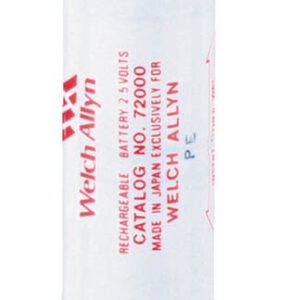 Welch Allyn
RECHARGEABLE BATTERY 2 5 VOLTS
CATALOG NO. 72000
MADE IN JAPAN EXCLUSIVELY FOR
WELCH ALLYN
PE